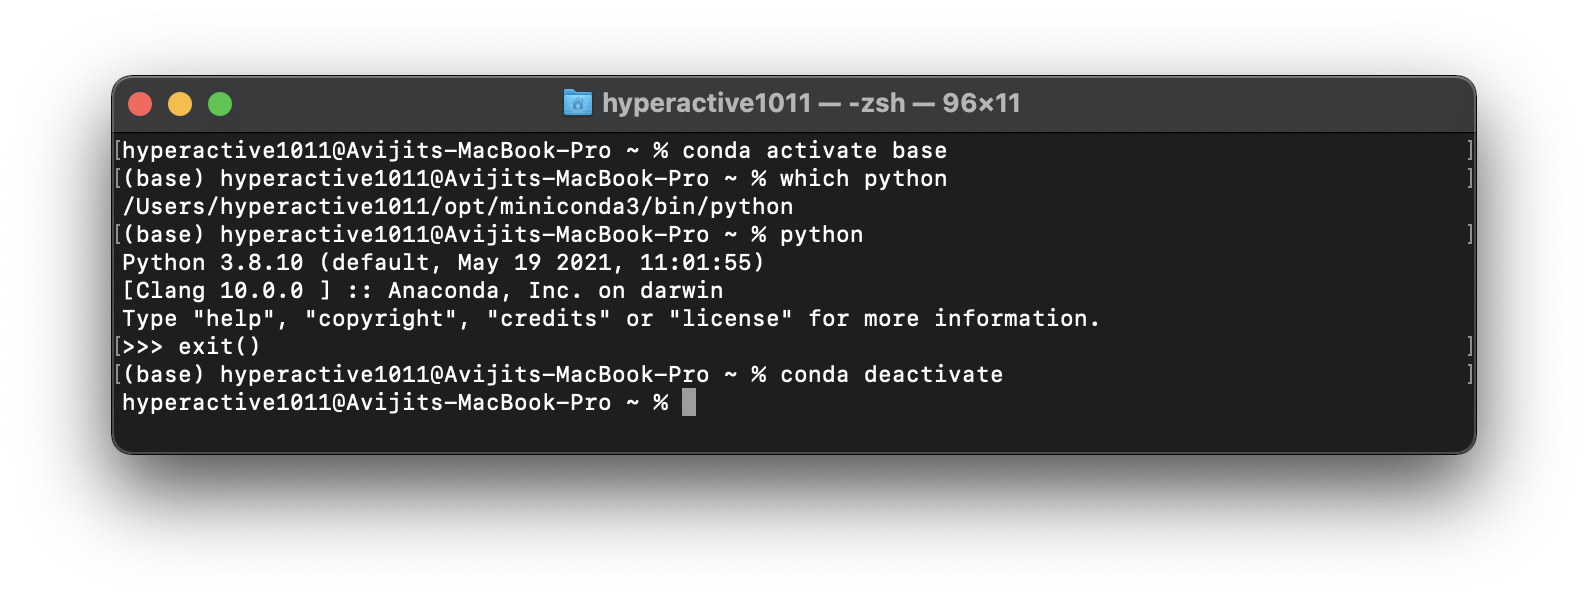 hyperactive1011 — -zsh — 96×11
[hyperactive1011@Avijits-MacBook-Pro ~ % conda activate base ]
[(base) hyperactive1011@Avijits-MacBook-Pro ~ % which python ]
/Users/hyperactive1011/opt/miniconda3/bin/python
[(base) hyperactive1011@Avijits-MacBook-Pro ~ % python ]
Python 3.8.10 (default, May 19 2021, 11:01:55)
[Clang 10.0.0 ] :: Anaconda, Inc. on darwin
Type "help", "copyright", "credits" or "license" for more information.
[>>> exit() ]
[(base) hyperactive1011@Avijits-MacBook-Pro ~ % conda deactivate ]
hyperactive1011@Avijits-MacBook-Pro ~ %